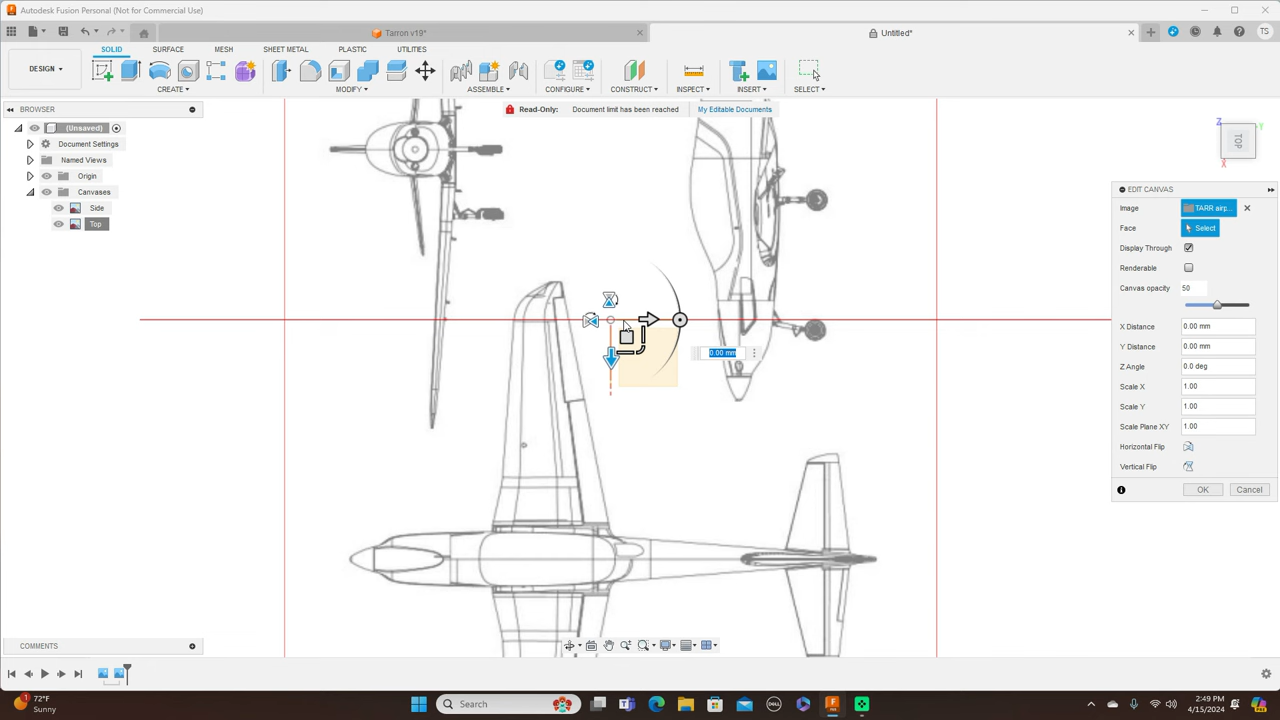 Autodesk Fusion Personal (Not for Commercial Use)
Tarron v19*
Untitled*
TS
DESIGN
SOLID
SURFACE
MESH
SHEET METAL
PLASTIC
UTILITIES
CREATE
MODIFY
ASSEMBLE
CONFIGURE
CONSTRUCT
INSPECT
INSERT
SELECT
BROWSER
Read-Only: Document limit has been reached My Editable Documents
(Unsaved)
Document Settings
Named Views
Origin
Canvases
Side
Top
Z
TOP
X
EDIT CANVAS
Image TARR airp...
Face Select
Display Through
Renderable
Canvas opacity 50
X Distance 0.00 mm
Y Distance 0.00 mm
Z Angle 0.0 deg
Scale X 1.00
Scale Y 1.00
Scale Plane XY 1.00
Horizontal Flip
Vertical Flip
OK Cancel
0.00 mm
COMMENTS
72°F
Sunny
Search
DELL
2:49 PM
4/15/2024